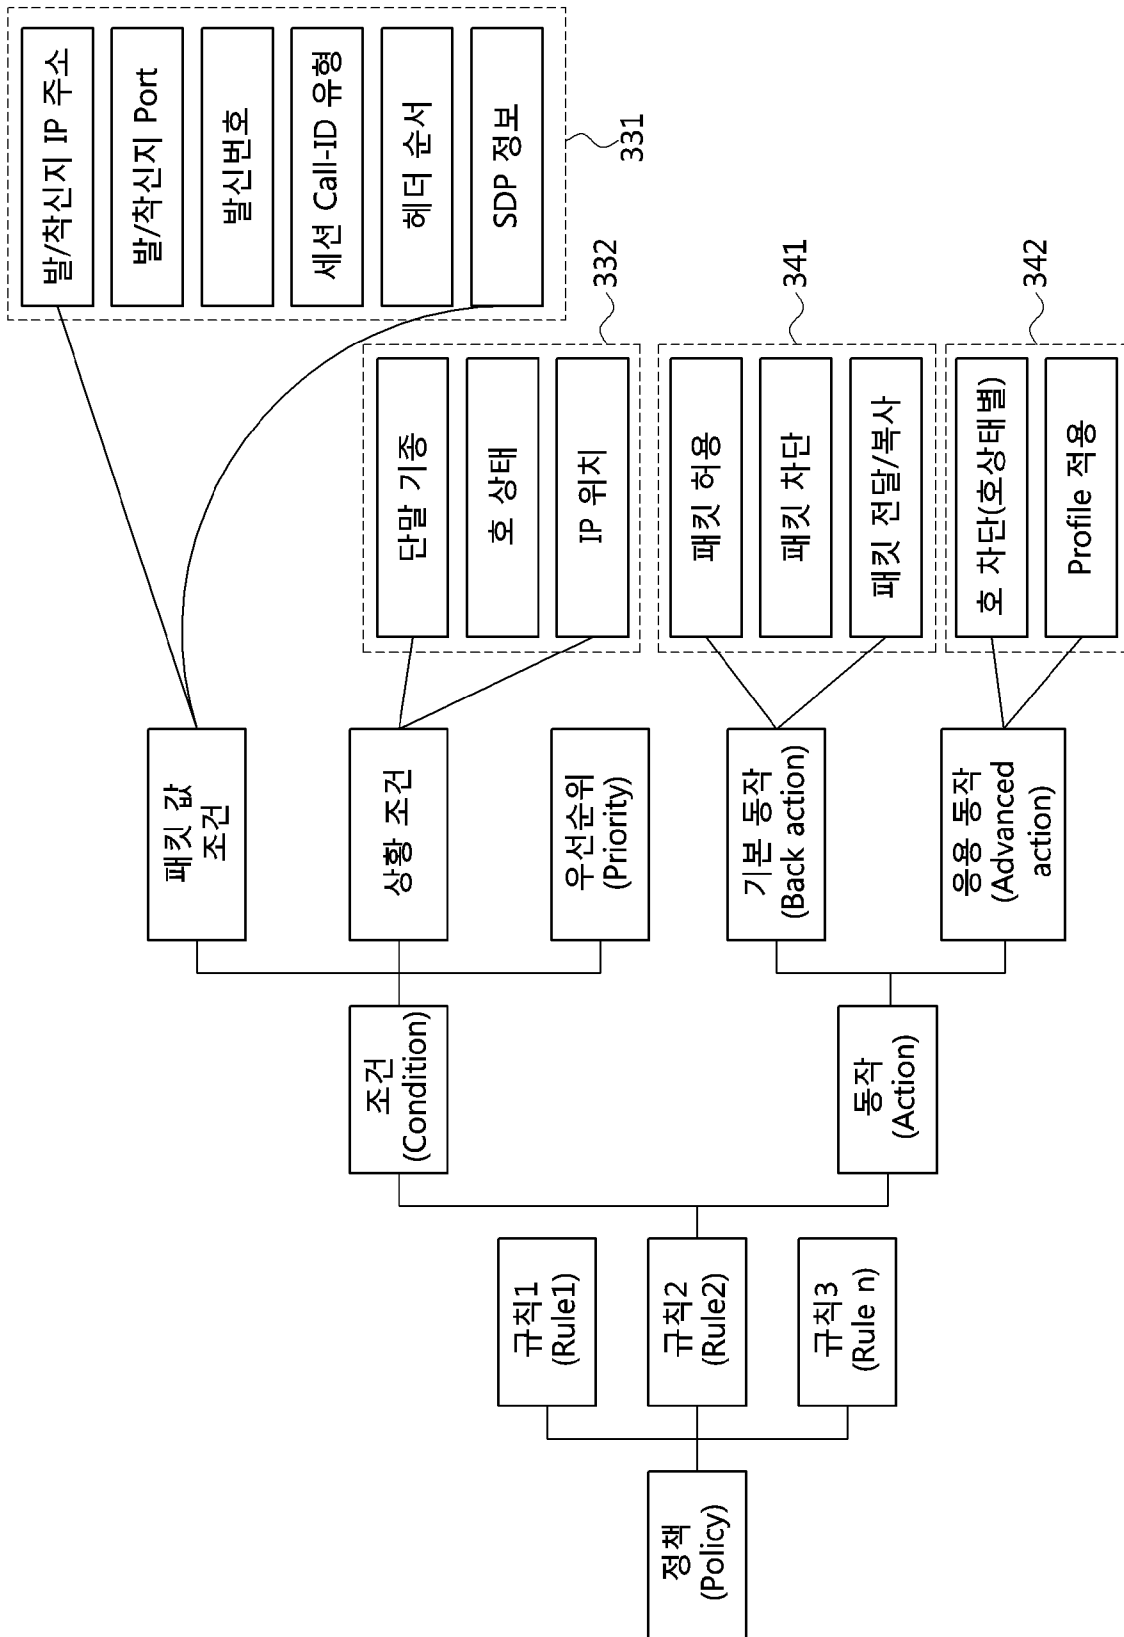 정책
(Policy)
규칙1
(Rule1)
규칙2
(Rule2)
규칙3
(Rule n)
조건
(Condition)
동작
(Action)
패킷 값
조건
상황 조건
우선순위
(Priority)
기본 동작
(Back action)
응용 동작
(Advanced
action)
발/착신지 IP 주소
발/착신지 Port
발신번호
세션 Call-ID 유형
헤더 순서
SDP 정보
331
단말 기종
호 상태
IP 위치
332
패킷 허용
패킷 차단
패킷 전달/복사
341
호 차단(호상태별)
Profile 적용
342